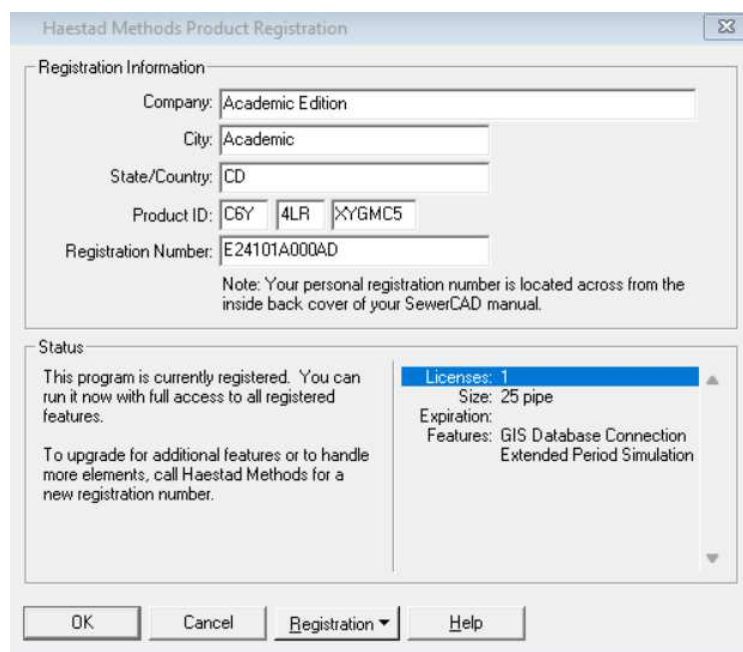 Haestad Methods Product Registration
Registration Information
Company: Academic Edition
City: Academic
State/Country: CD
Product ID: C6Y 4LR XYGMC5
Registration Number: E24101A000AD
Note: Your personal registration number is located across from the
inside back cover of your SewerCAD manual.
Status
This program is currently registered. You can
run it now with full access to all registered
features.
To upgrade for additional features or to handle
more elements, call Haestad Methods for a
new registration number.
Licenses: 1
Size: 25 pipe
Expiration:
Features: GIS Database Connection
Extended Period Simulation
OK Cancel Registration Help